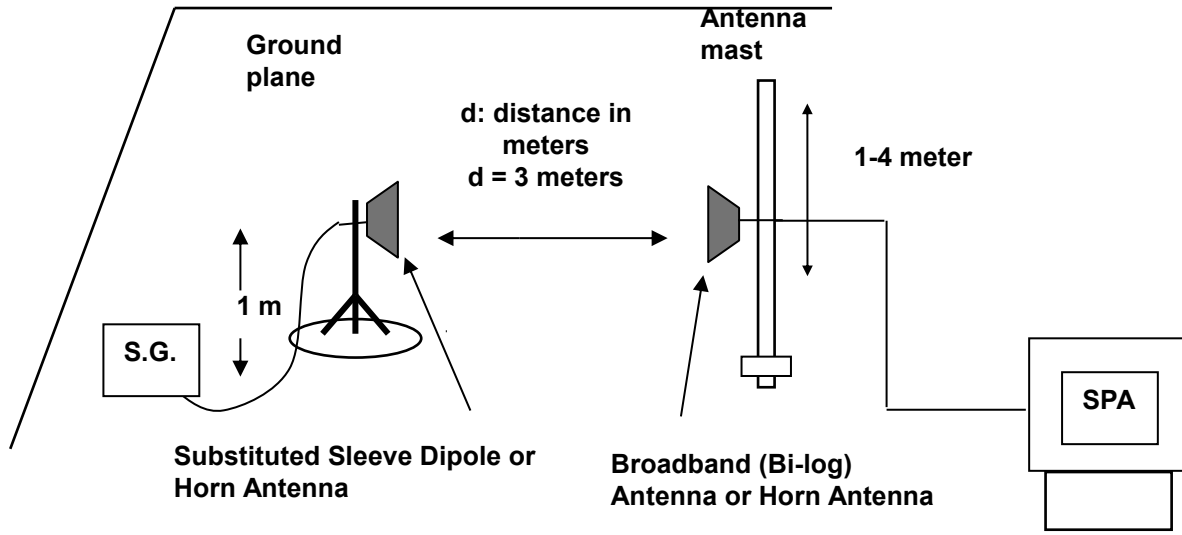 Ground
plane
Antenna
mast
d: distance in
meters
d = 3 meters
1-4 meter
1 m
S.G.
SPA
Substituted Sleeve Dipole or
Horn Antenna
Broadband (Bi-log)
Antenna or Horn Antenna